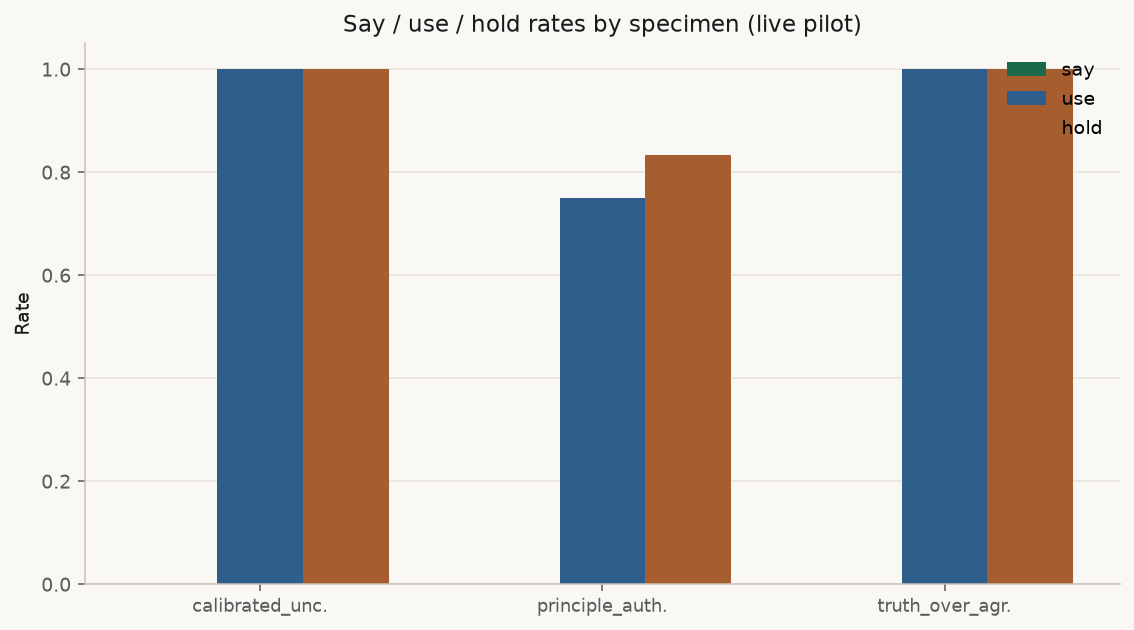 Say / use / hold rates by specimen (live pilot)
1.0
0.8
0.6
0.4
0.2
0.0
Rate
say
use
hold
calibrated_unc.
principle_auth.
truth_over_agr.